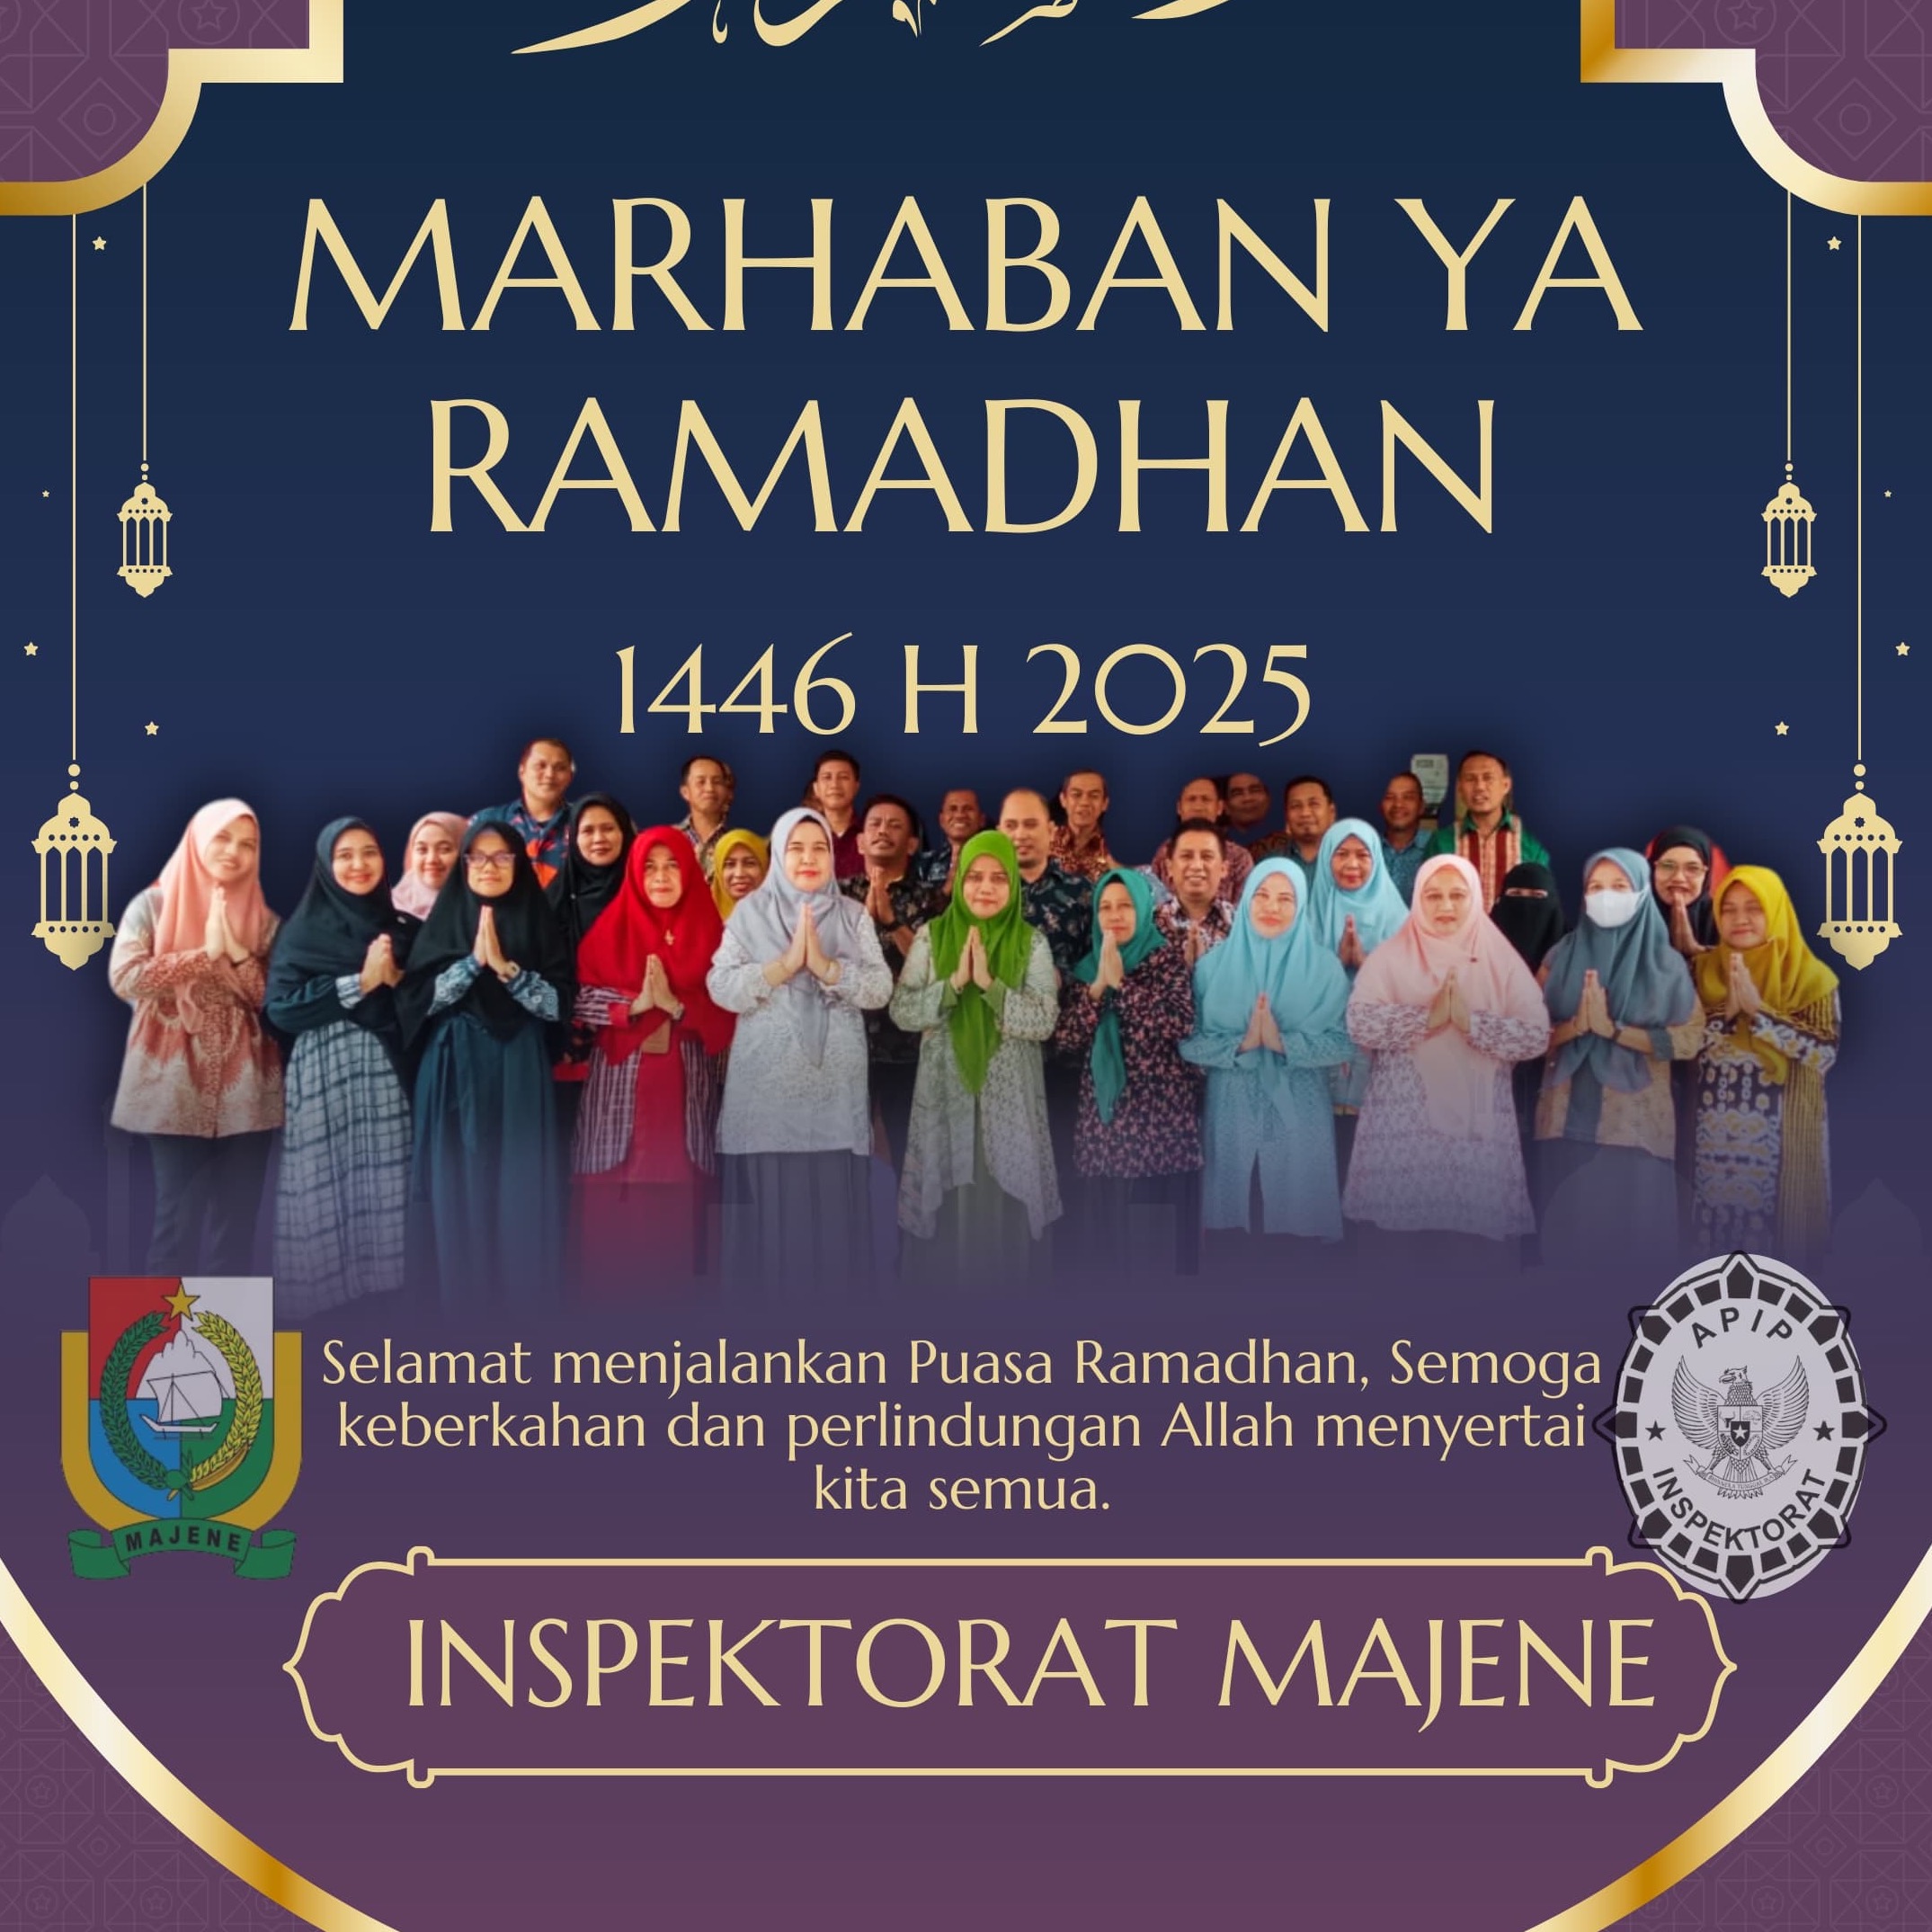 MARHABAN YA
RAMADHAN
1446 H 2025
Selamat menjalankan Puasa Ramadhan, Semoga
keberkahan dan perlindungan Allah menyertai
kita semua.
MAJENE
APIP
INSPEKTORAT
INSPEKTORAT MAJENE